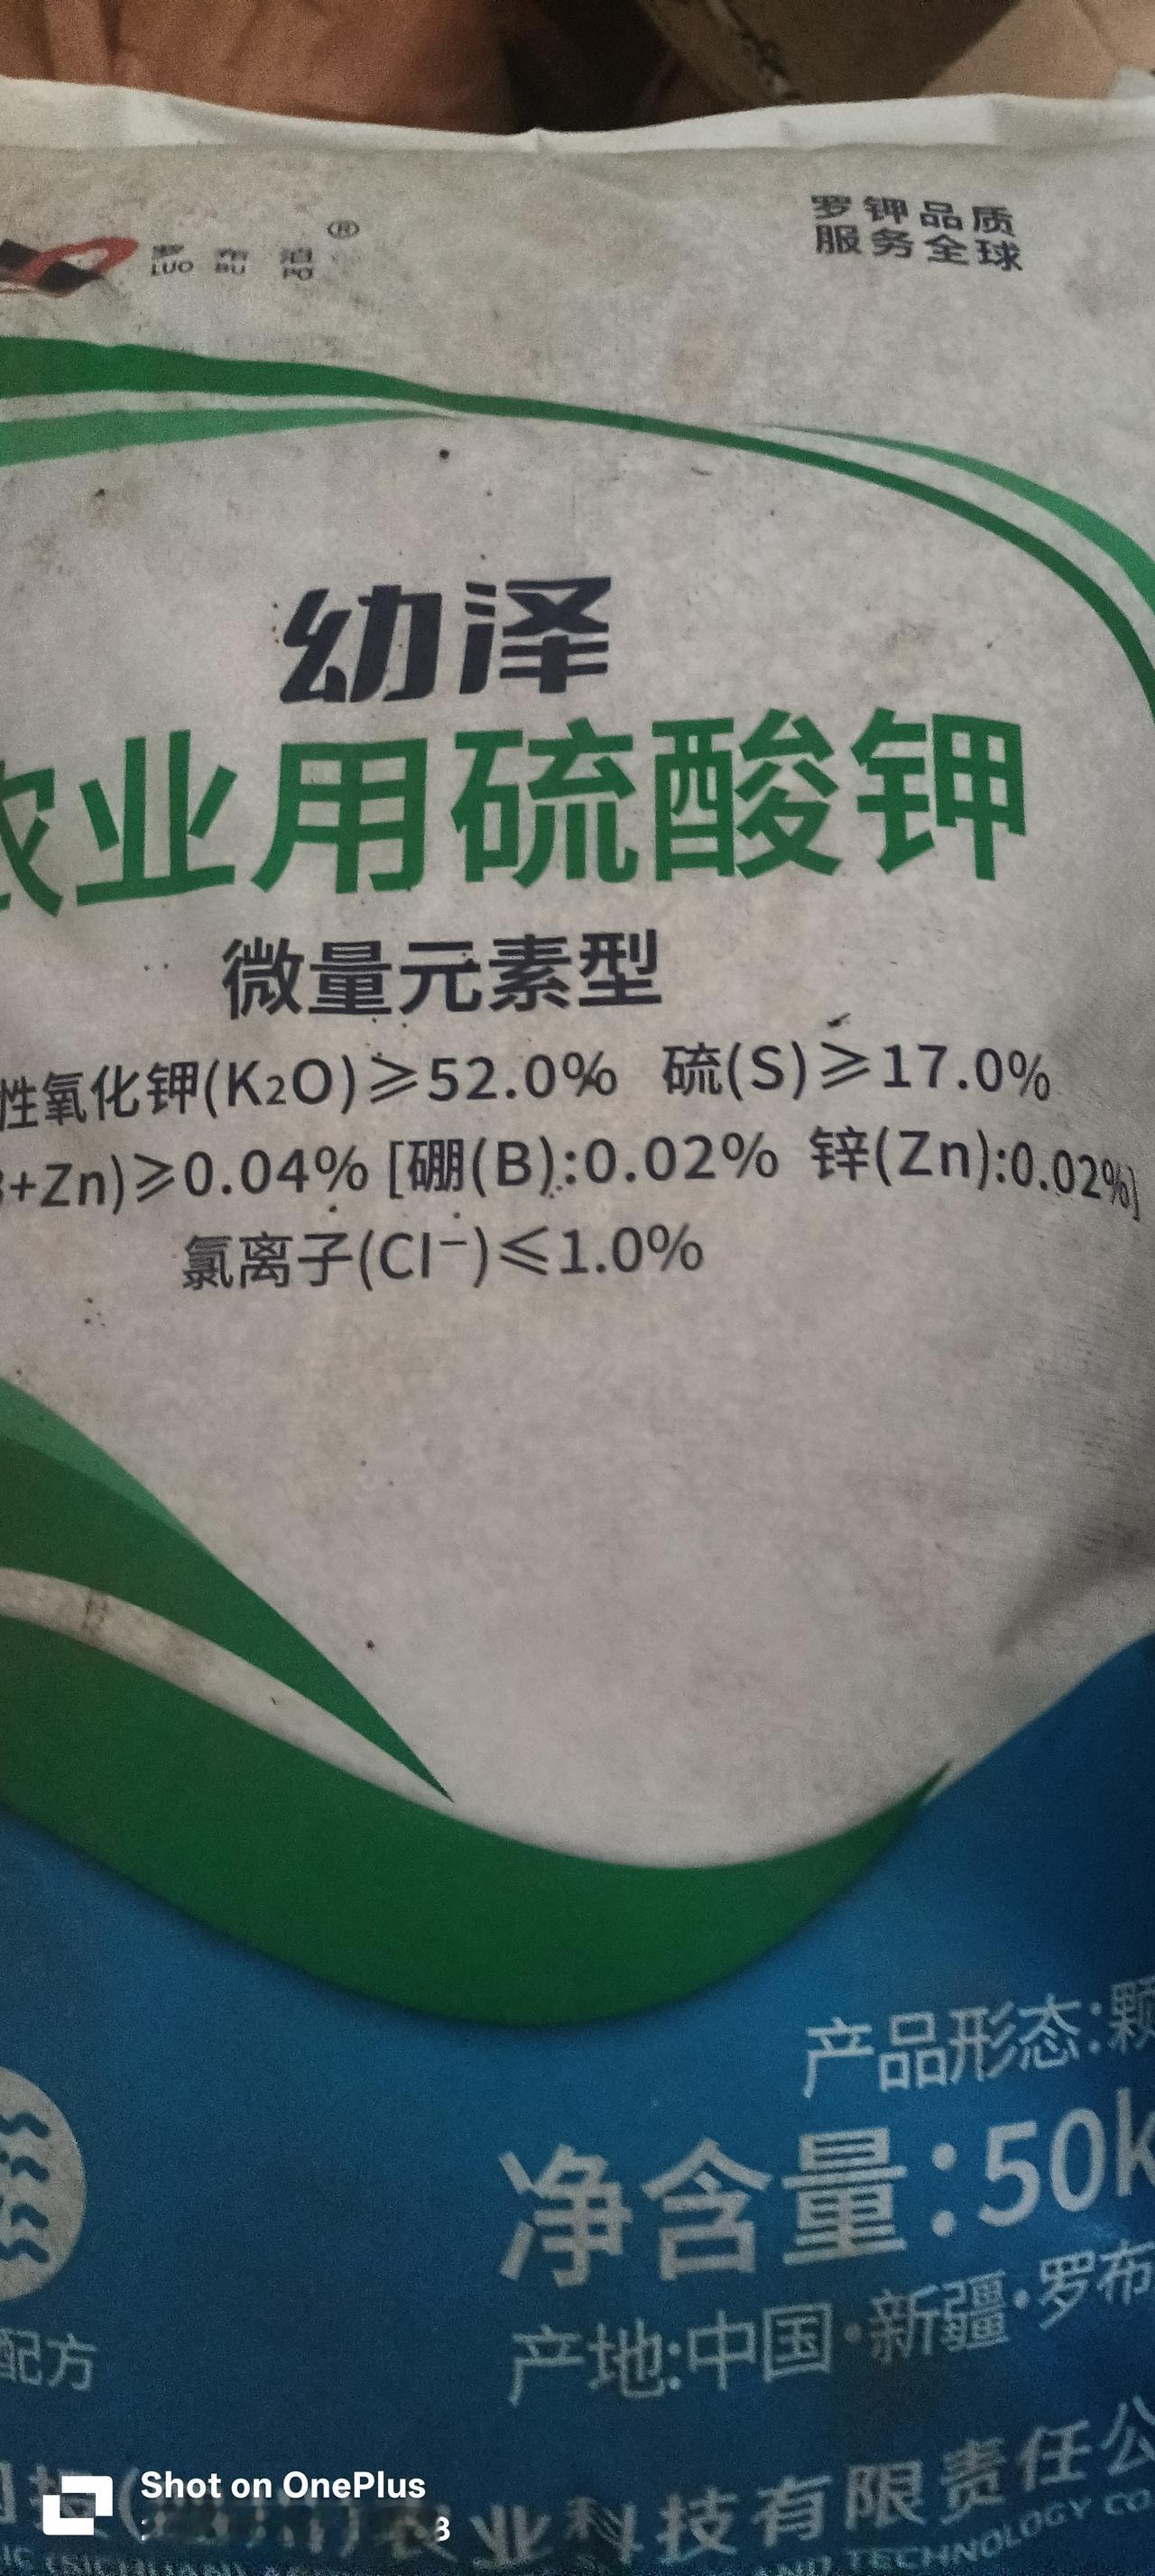 罗布泊®
LUO BU PO
罗钾品质
服务全球
幼泽
农业用硫酸钾
微量元素型
性氧化钾(K₂O)≥52.0% 硫(S)≥17.0%
+Zn)≥0.04% [硼(B):0.02% 锌(Zn):0.02%]
氯离子(Cl⁻)≤1.0%
产品形态:颗
净含量:50k
产地:中国·新疆·罗布
配方
农业科技有限责任公
(SICHUAN)
AND TECHNOLOGY CO
Shot on OnePlus